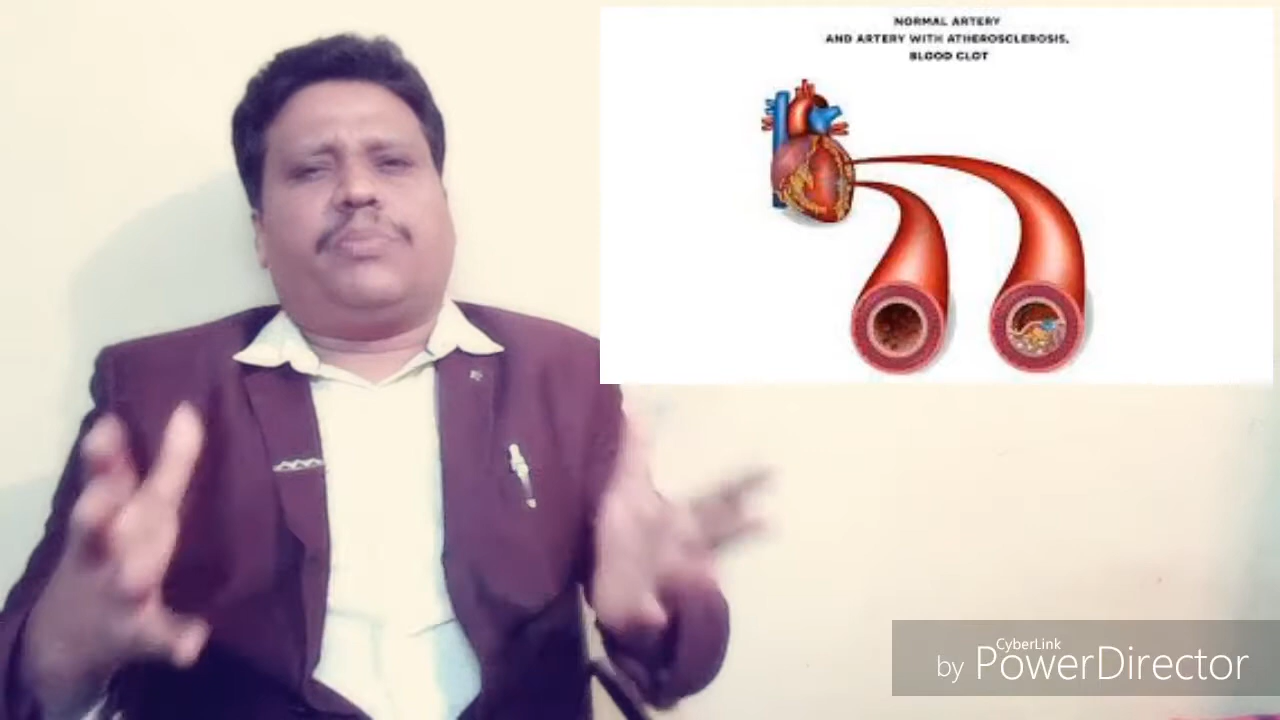 NORMAL ARTERY
AND ARTERY WITH ATHEROSCLEROSIS,
BLOOD CLOT
CyberLink
by PowerDirector